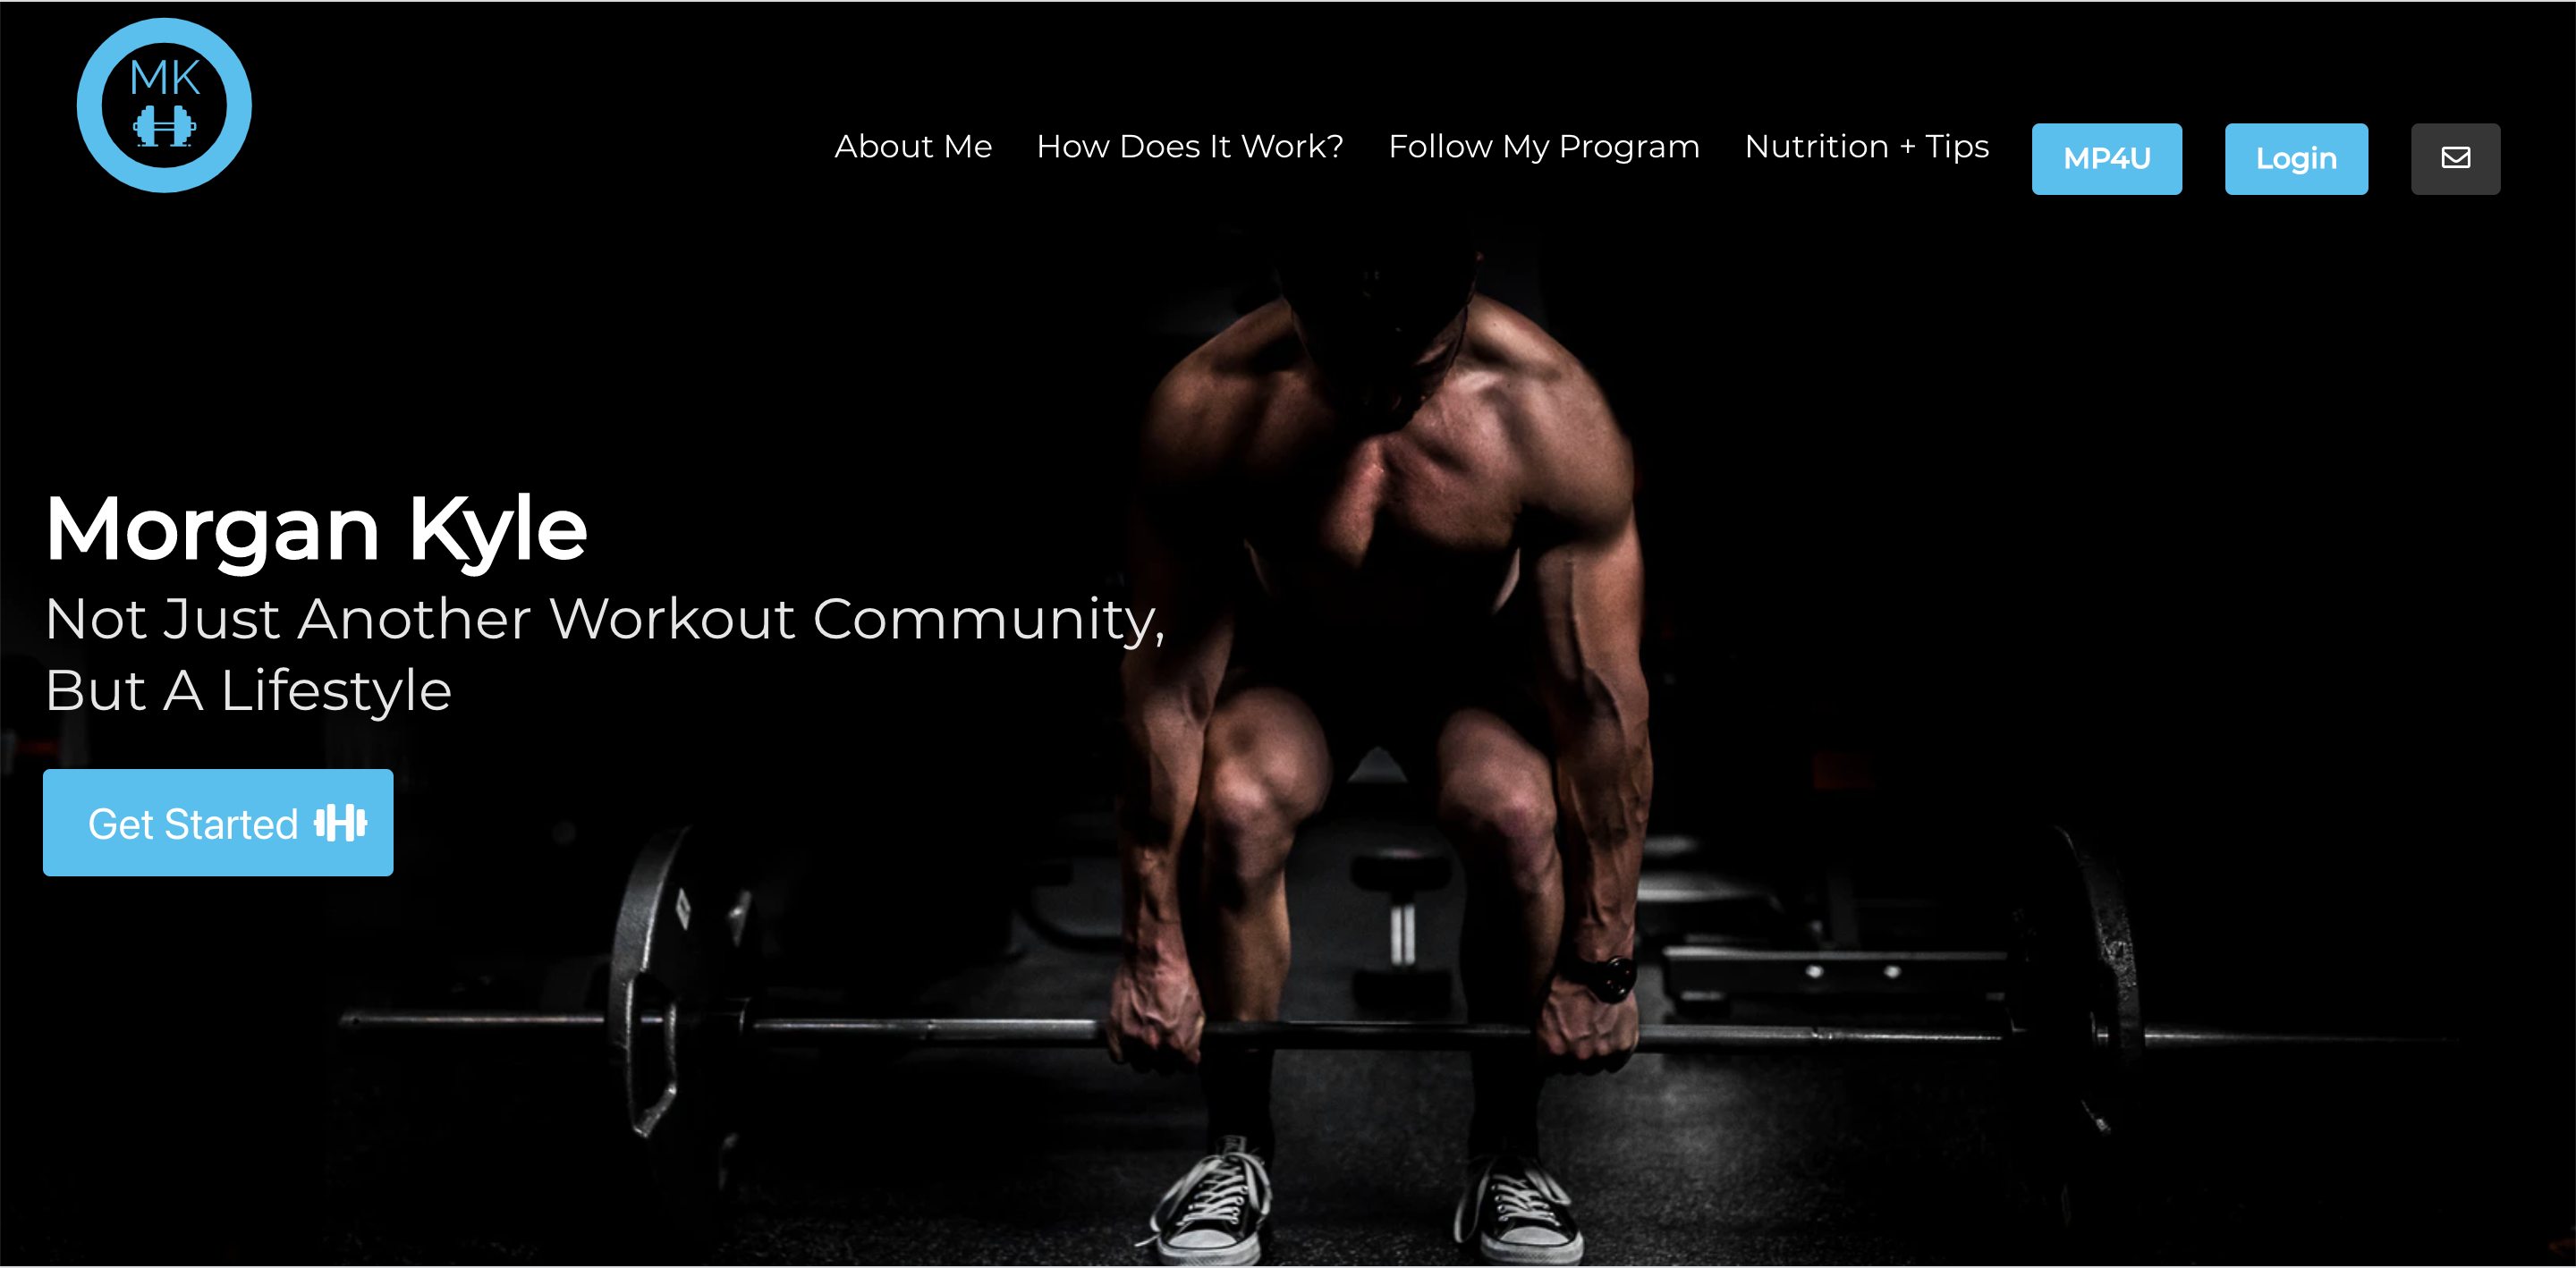 MK
About Me How Does It Work? Follow My Program Nutrition + Tips MP4U Login
Morgan Kyle
Not Just Another Workout Community,
But A Lifestyle
Get Started